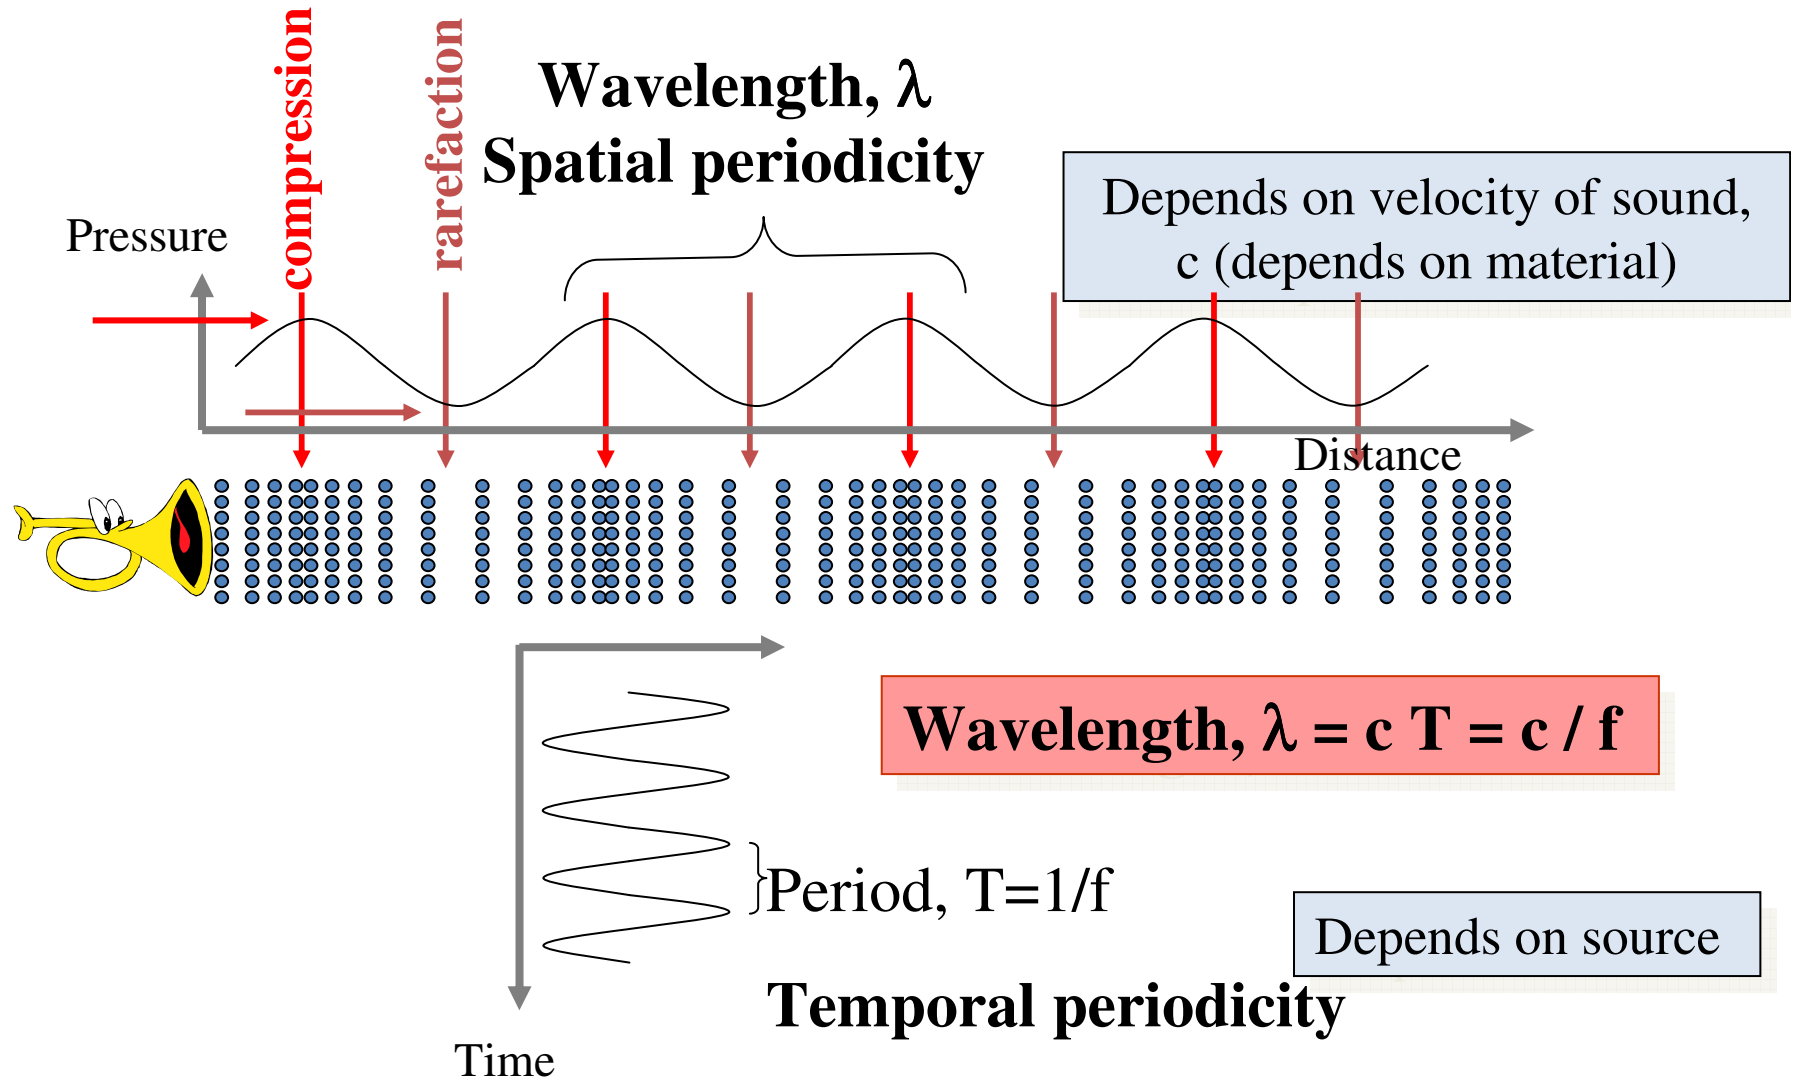 compression
rarefaction
Wavelength, λ
Spatial periodicity
Depends on velocity of sound,
c (depends on material)
Pressure
Distance
Wavelength, λ = c T = c / f
Period, T=1/f
Depends on source
Temporal periodicity
Time